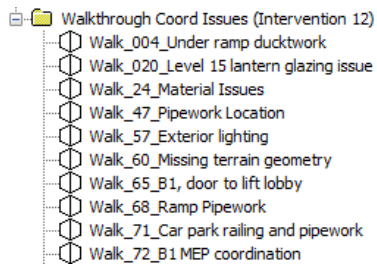 Walkthrough Coord Issues (Intervention 12)
Walk_004_Under ramp ducktwork
Walk_020_Level 15 lantern glazing issue
Walk_24_Material Issues
Walk_47_Pipework Location
Walk_57_Exterior lighting
Walk_60_Missing terrain geometry
Walk_65_B1, door to lift lobby
Walk_68_Ramp Pipework
Walk_71_Car park railing and pipework
Walk_72_B1 MEP coordination